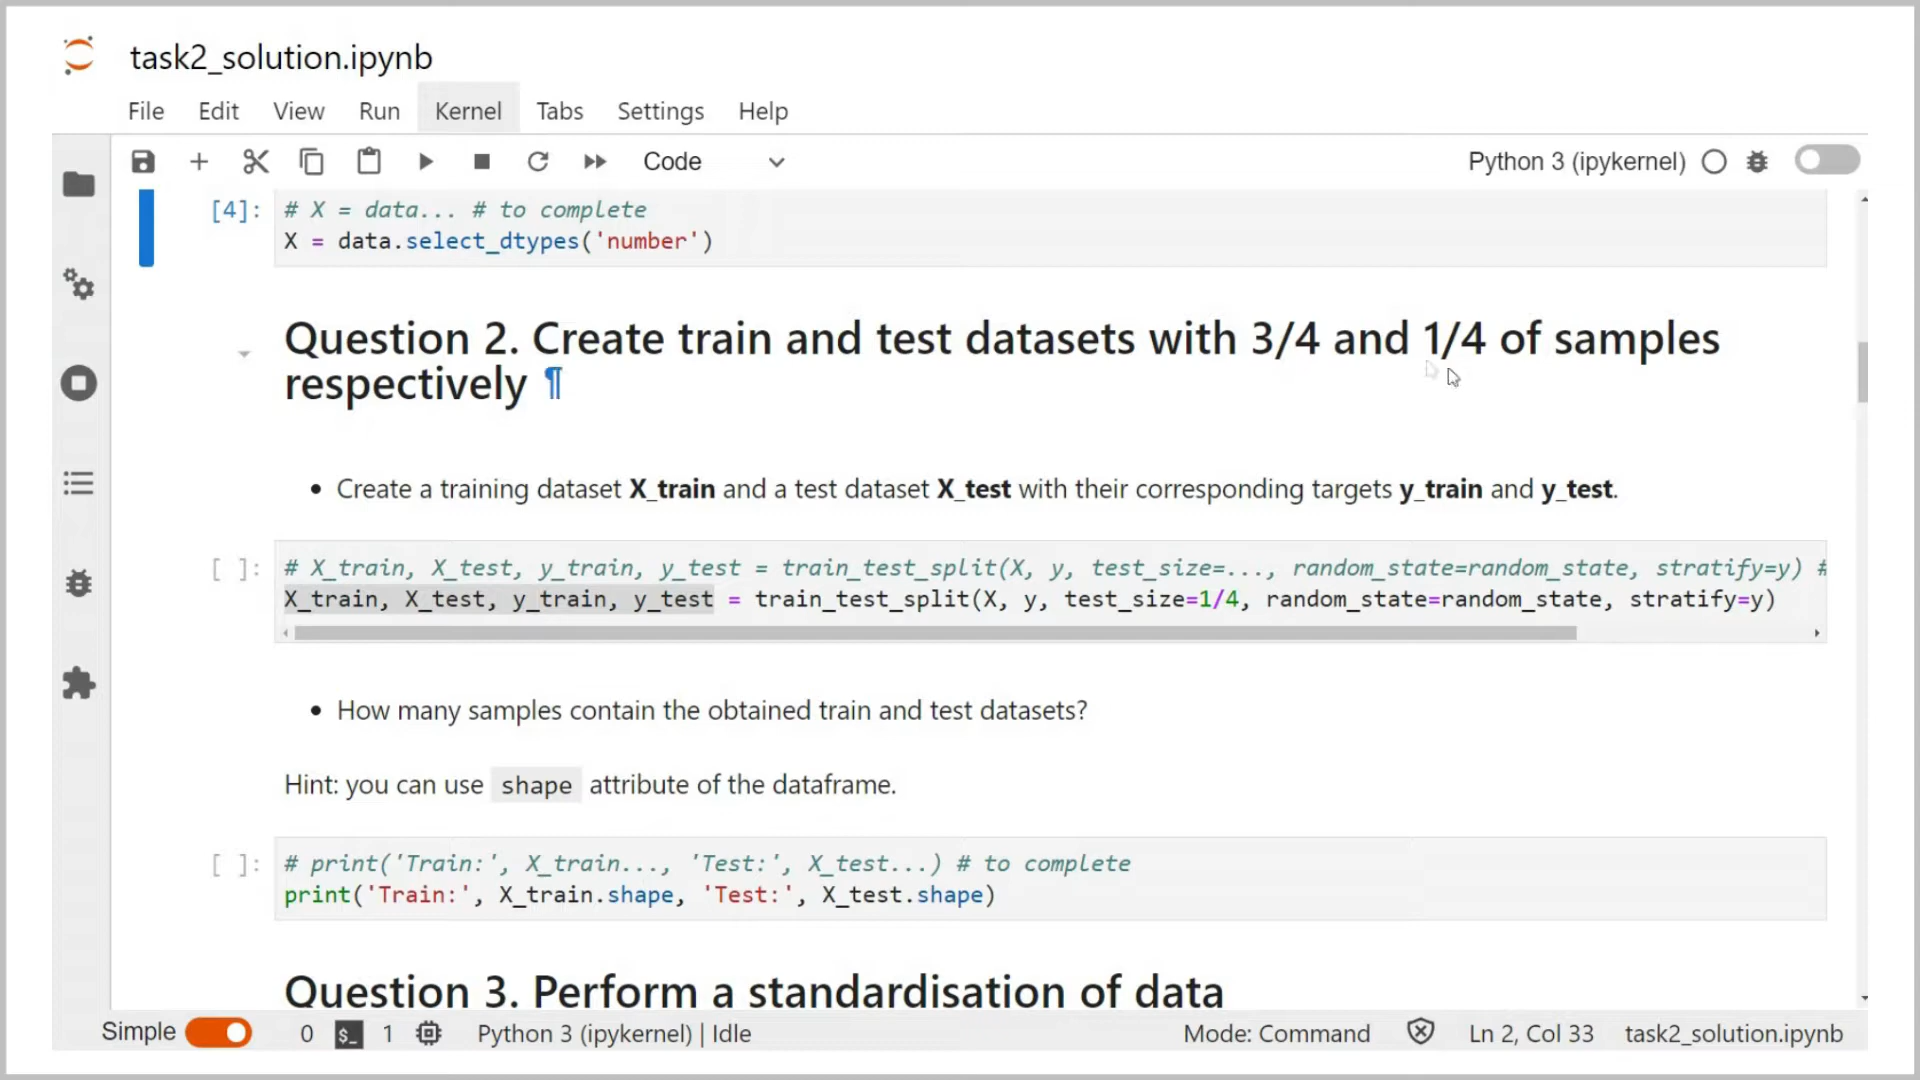 task2_solution.ipynb
File Edit View Run Kernel Tabs Settings Help
Code
Python 3 (ipykernel)
[4]: # X = data... # to complete
X = data.select_dtypes('number')
Question 2. Create train and test datasets with 3/4 and 1/4 of samples
respectively ¶
• Create a training dataset X_train and a test dataset X_test with their corresponding targets y_train and y_test.
[ ]: # X_train, X_test, y_train, y_test = train_test_split(X, y, test_size=..., random_state=random_state, stratify=y) #
X_train, X_test, y_train, y_test = train_test_split(X, y, test_size=1/4, random_state=random_state, stratify=y)
• How many samples contain the obtained train and test datasets?
Hint: you can use shape attribute of the dataframe.
[ ]: # print('Train:', X_train..., 'Test:', X_test...) # to complete
print('Train:', X_train.shape, 'Test:', X_test.shape)
Question 3. Perform a standardisation of data
Simple 0 $_ 1 Python 3 (ipykernel) | Idle Mode: Command Ln 2, Col 33 task2_solution.ipynb